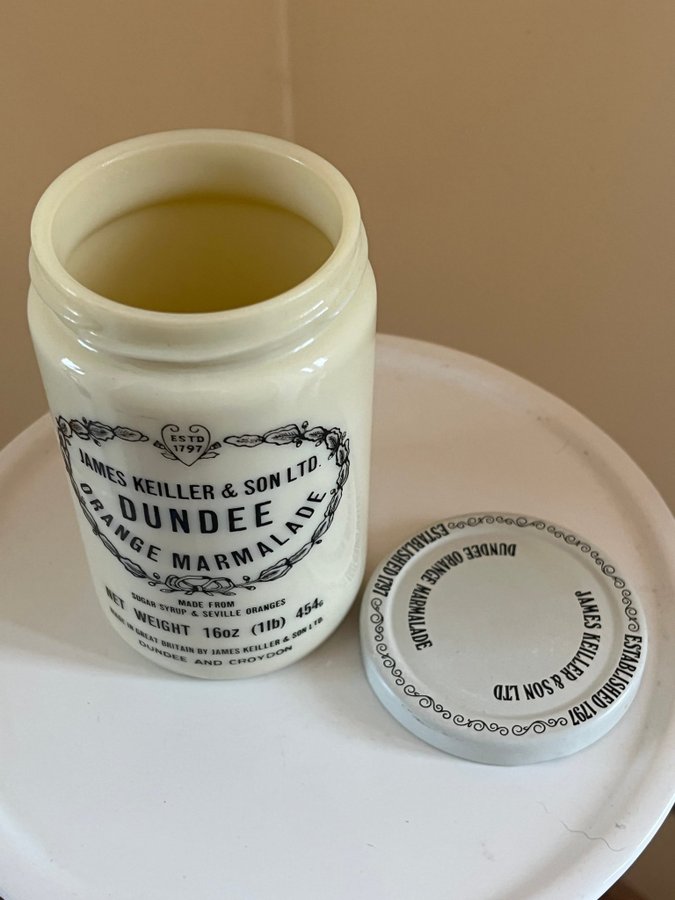 ESTD
1797
JAMES KEILLER & SON LTD.
DUNDEE
ORANGE MARMALADE
MADE FROM
SUGAR SYRUP & SEVILLE ORANGES
NET WEIGHT 16oz (1lb) 454G
MADE IN GREAT BRITAIN BY JAMES KEILLER & SON LTD.
DUNDEE AND CROYDON
ESTABLISHED 1797
DUNDEE ORANGE MARMALADE
JAMES KEILLER & SON LTD
ESTABLISHED 1797